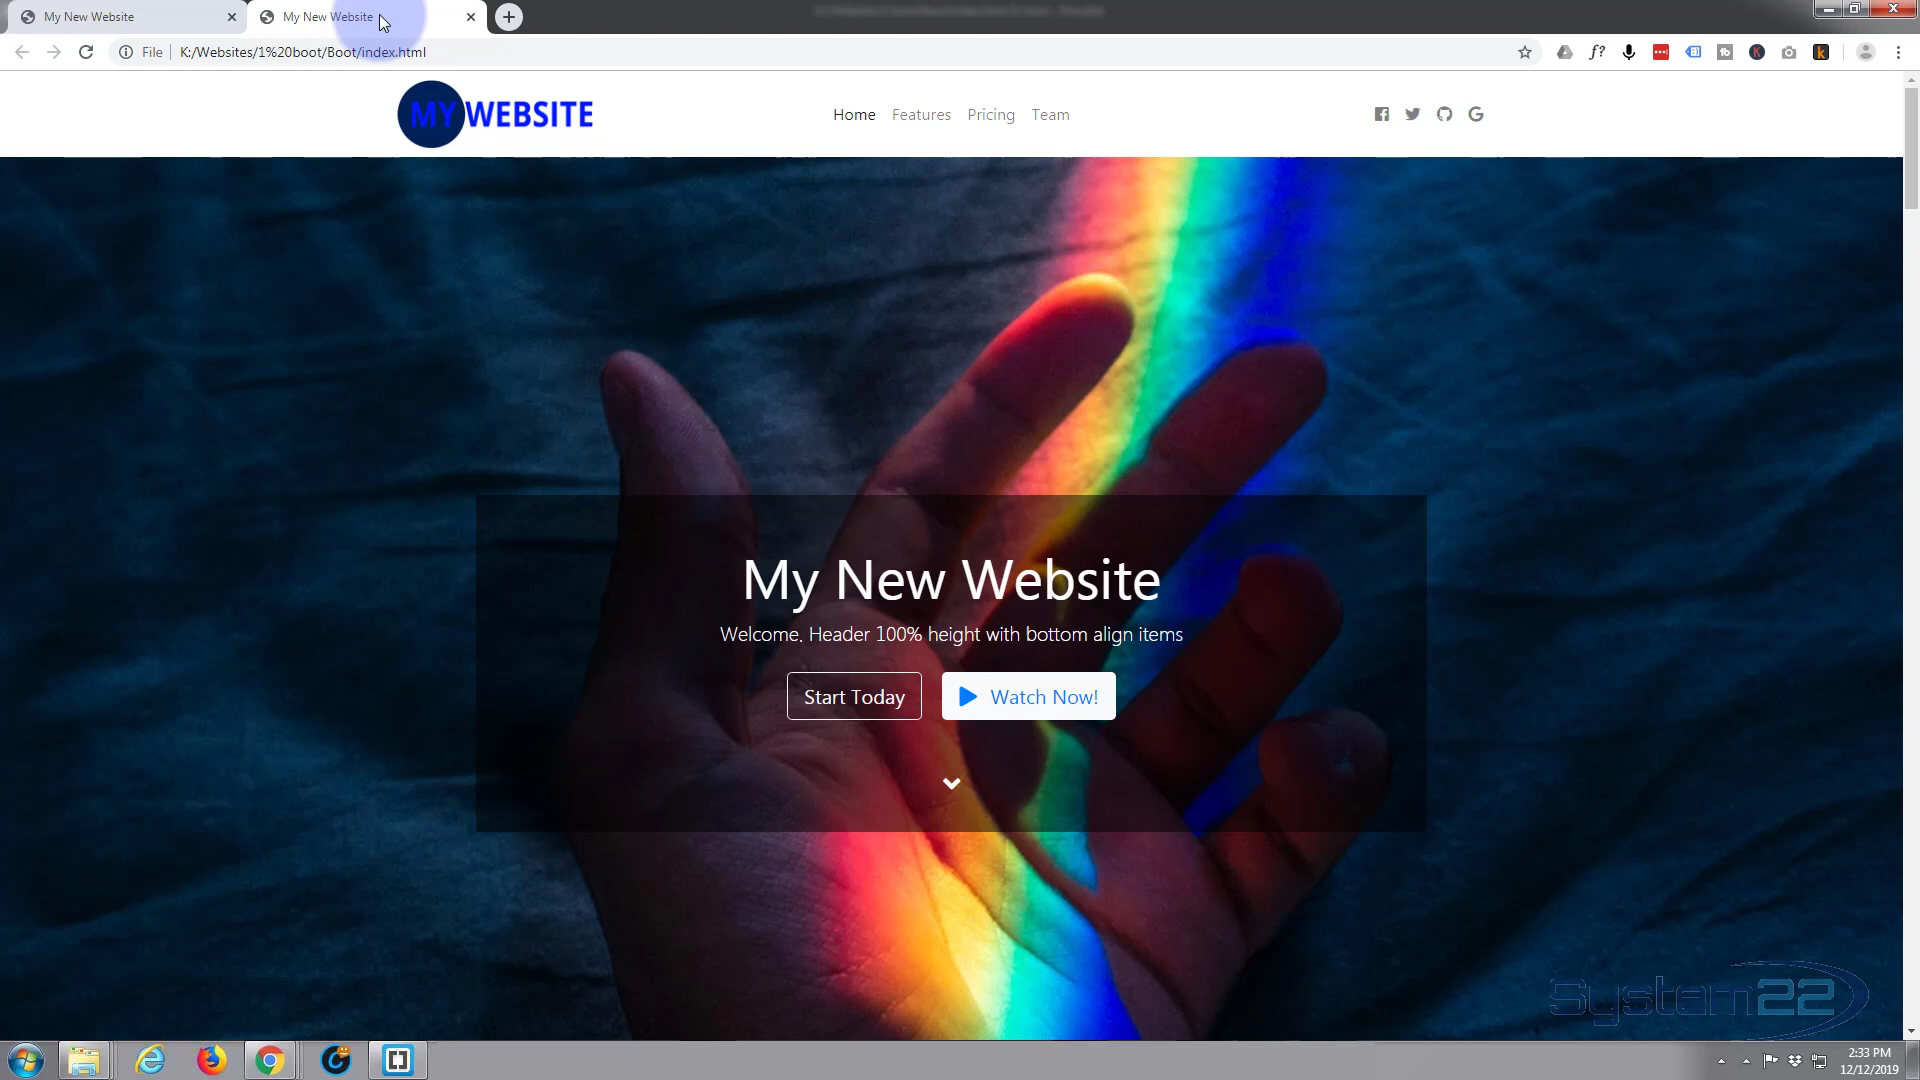 My New Website
My New Website
File
K:/Websites/1%20boot/Boot/index.html
MY WEBSITE
Home Features Pricing Team
My New Website
Welcome. Header 100% height with bottom align items
Start Today
Watch Now!
System22
2:33 PM
12/12/2019